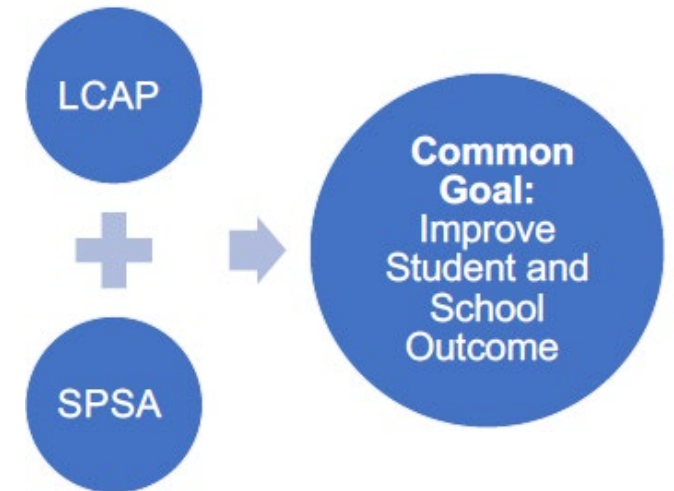 LCAP
SPSA
Common
Goal:
Improve
Student and
School
Outcome